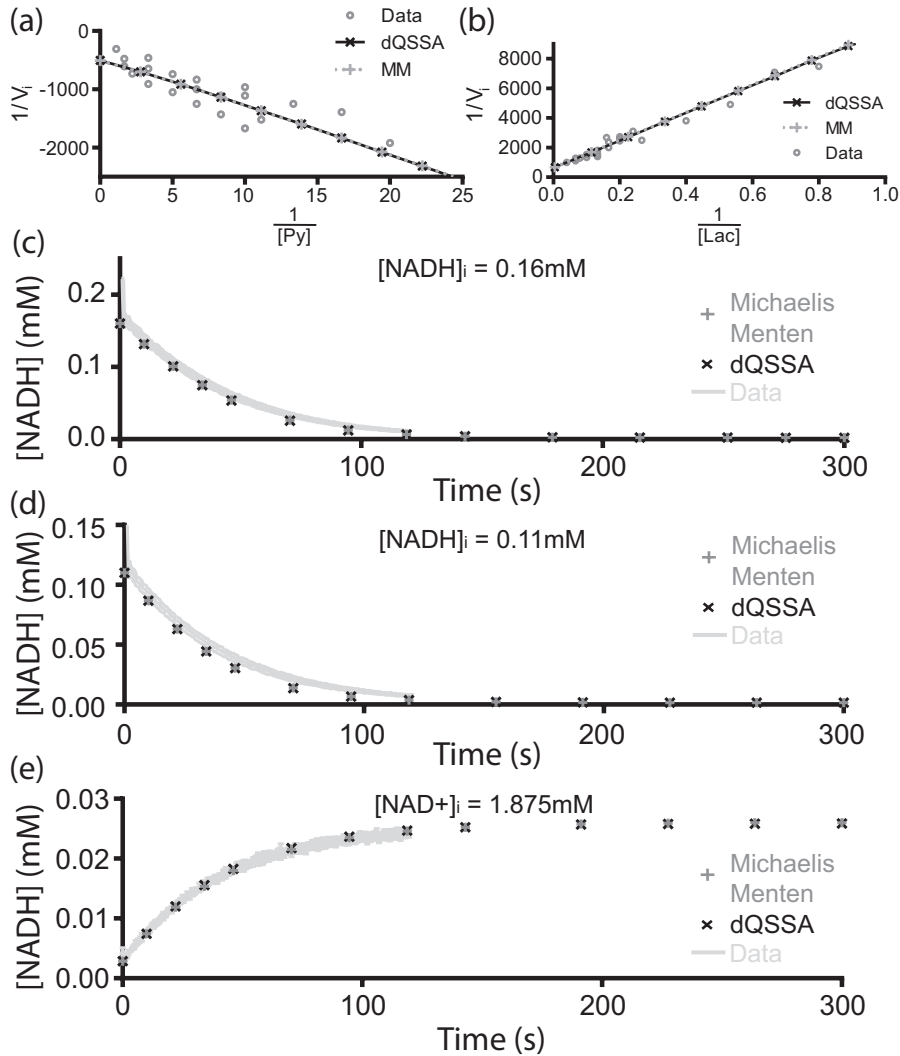 (a)
0
-1000
-2000
1/Vi
0 5 10 15 20 25
1
[Py]
Data
dQSSA
MM
(b)
8000
6000
4000
2000
0
1/Vi
0 0.2 0.4 0.6 0.8 1.0
1
[Lac]
dQSSA
MM
Data
(c)
[NADH]i = 0.16mM
0.2
0.1
0.0
[NADH] (mM)
0 100 200 300
Time (s)
Michaelis
Menten
dQSSA
Data
(d)
[NADH]i = 0.11mM
0.15
0.10
0.05
0.00
[NADH] (mM)
0 100 200 300
Time (s)
Michaelis
Menten
dQSSA
Data
(e)
[NAD+]i = 1.875mM
0.03
0.02
0.01
0.00
[NADH] (mM)
0 100 200 300
Time (s)
Michaelis
Menten
dQSSA
Data